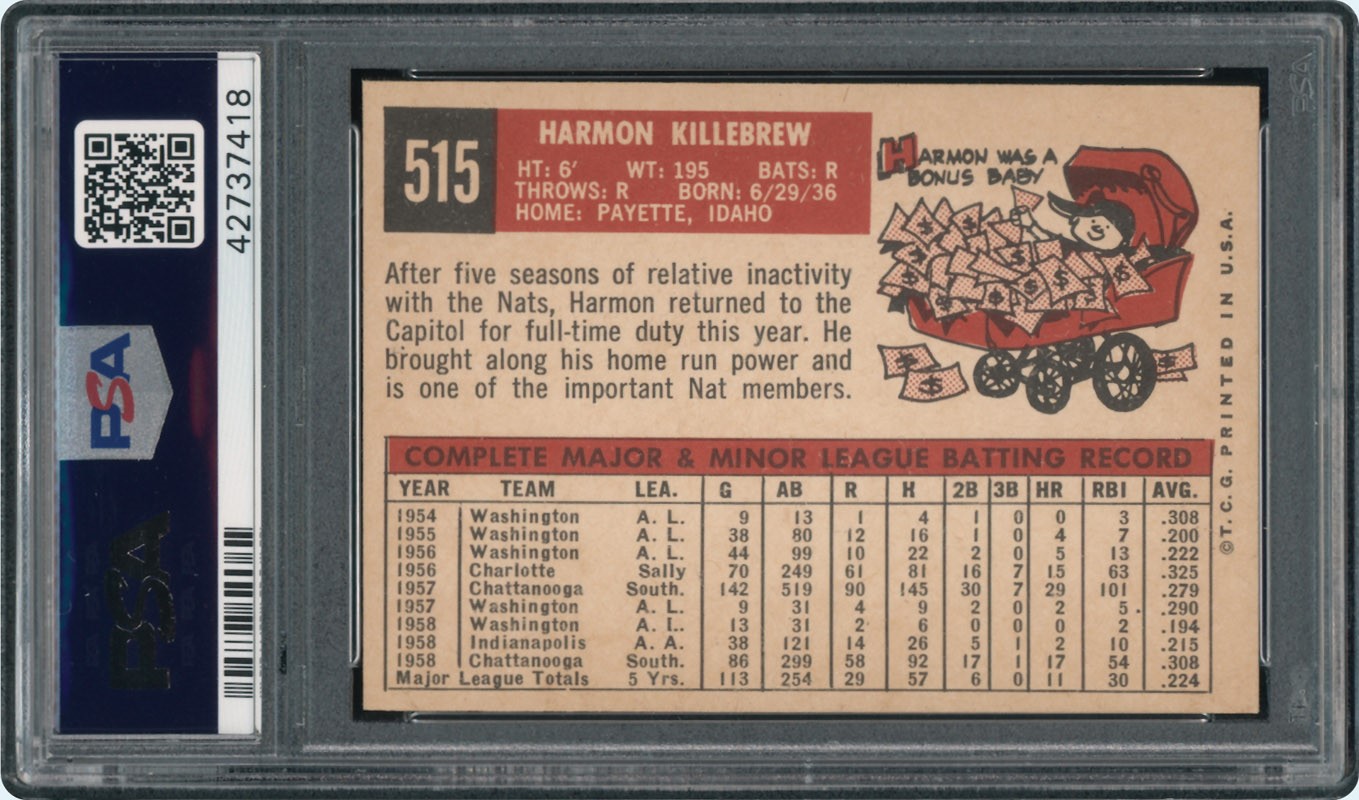 42737418
PSA
PSA
515
HARMON KILLEBREW
HT: 6' WT: 195 BATS: R
THROWS: R BORN: 6/29/36
HOME: PAYETTE, IDAHO
HARMON WAS A
BONUS BABY
After five seasons of relative inactivity
with the Nats, Harmon returned to the
Capitol for full-time duty this year. He
brought along his home run power and
is one of the important Nat members.
COMPLETE MAJOR & MINOR LEAGUE BATTING RECORD
YEAR TEAM LEA. G AB R H 2B 3B HR RBI AVG.
1954 Washington A. L. 9 13 1 4 1 0 0 3 .308
1955 Washington A. L. 38 80 12 16 1 0 4 7 .200
1956 Washington A. L. 44 99 10 22 2 0 5 13 .222
1956 Charlotte Sally 70 249 61 81 16 7 15 63 .325
1957 Chattanooga South. 142 519 90 145 30 7 29 101 .279
1957 Washington A. L. 9 31 4 9 2 0 2 5 .290
1958 Washington A. L. 13 31 2 6 0 0 0 2 .194
1958 Indianapolis A. A. 38 121 14 26 5 1 2 10 .215
1958 Chattanooga South. 86 299 58 92 17 1 17 54 .308
Major League Totals 5 Yrs. 113 254 29 57 6 0 11 30 .224
©T. C. G. PRINTED IN U.S.A.
PSA